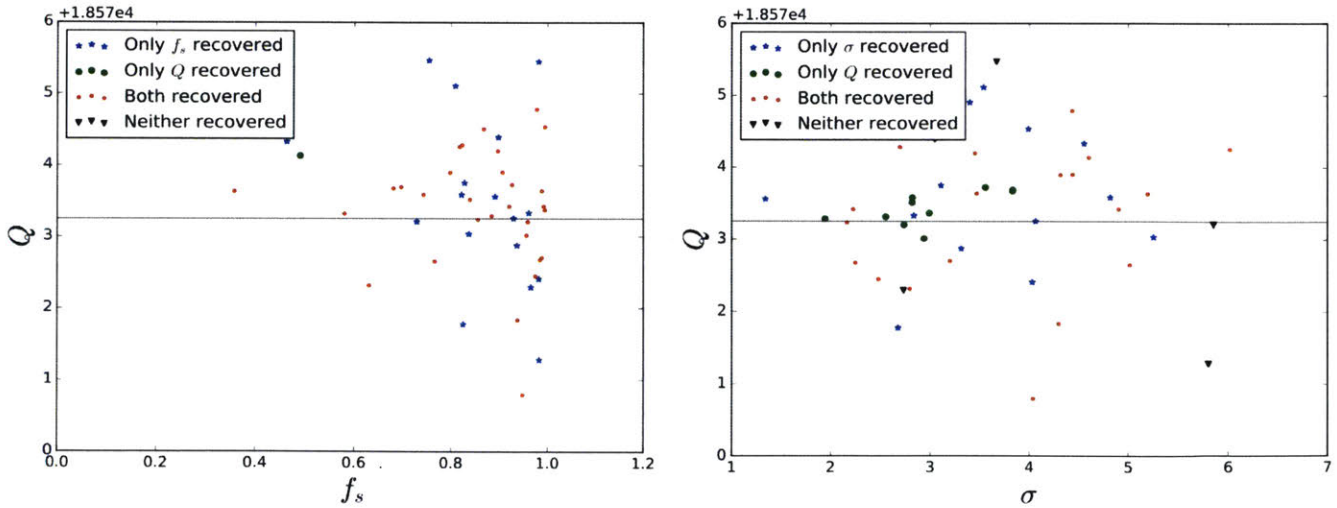 +1.857e4
6
5
4
3
2
1
0
Q
Only f_s recovered
Only Q recovered
Both recovered
Neither recovered
0.0 0.2 0.4 0.6 0.8 1.0 1.2
f_s
+1.857e4
6
5
4
3
2
1
0
Q
Only σ recovered
Only Q recovered
Both recovered
Neither recovered
1 2 3 4 5 6 7
σ